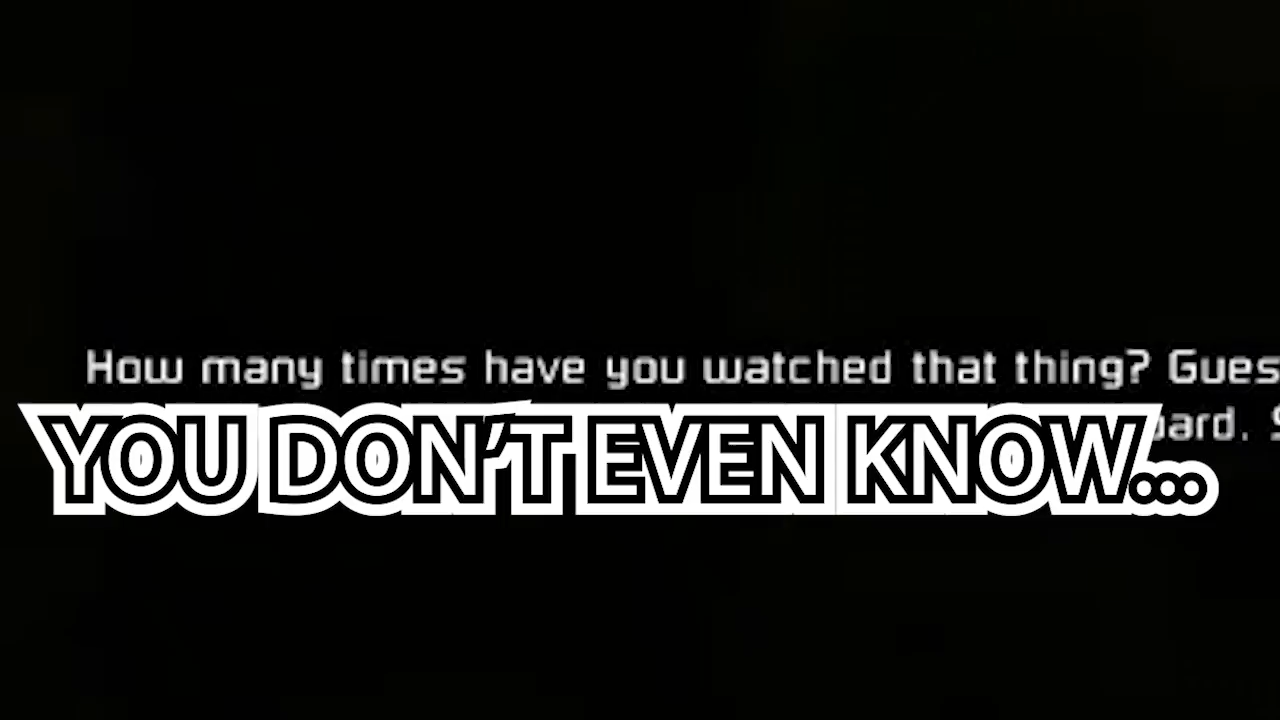 How many times have you watched that thing? Gues
YOU DON’T EVEN KNOW...